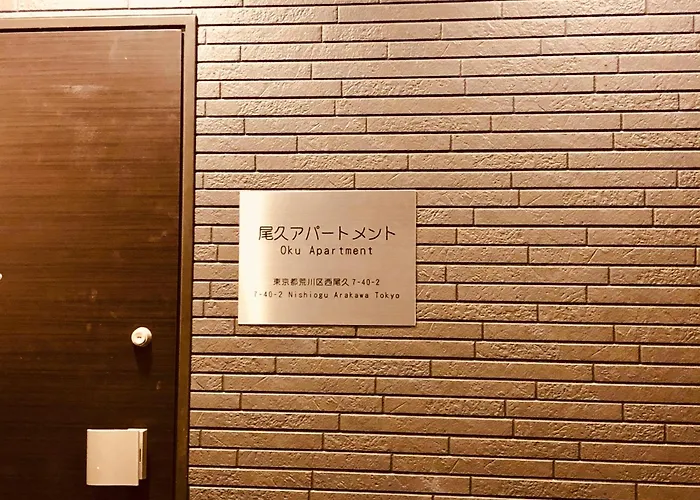 尾久アパートメント
Oku Apartment
東京都荒川区西尾久7-40-2
7-40-2 Nishiogu Arakawa Tokyo